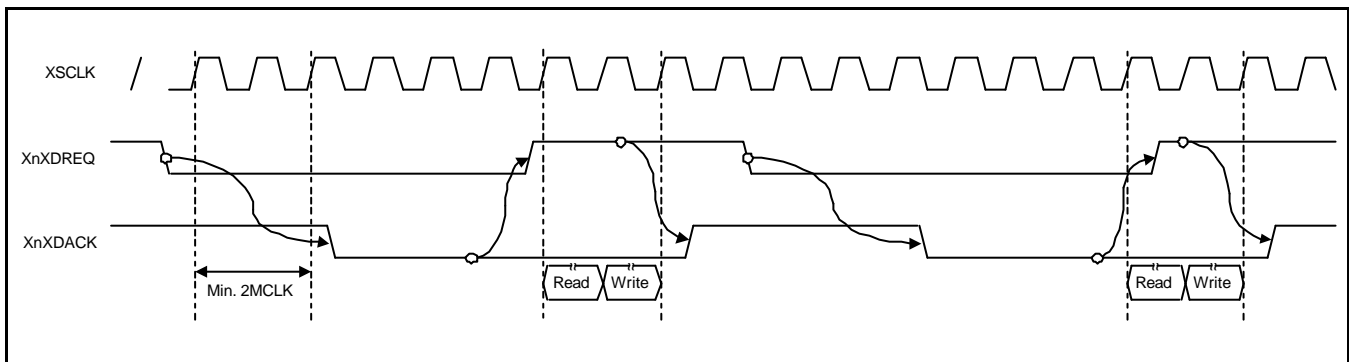 XSCLK
XnXDREQ
XnXDACK
Min. 2MCLK
Read Write
Read Write